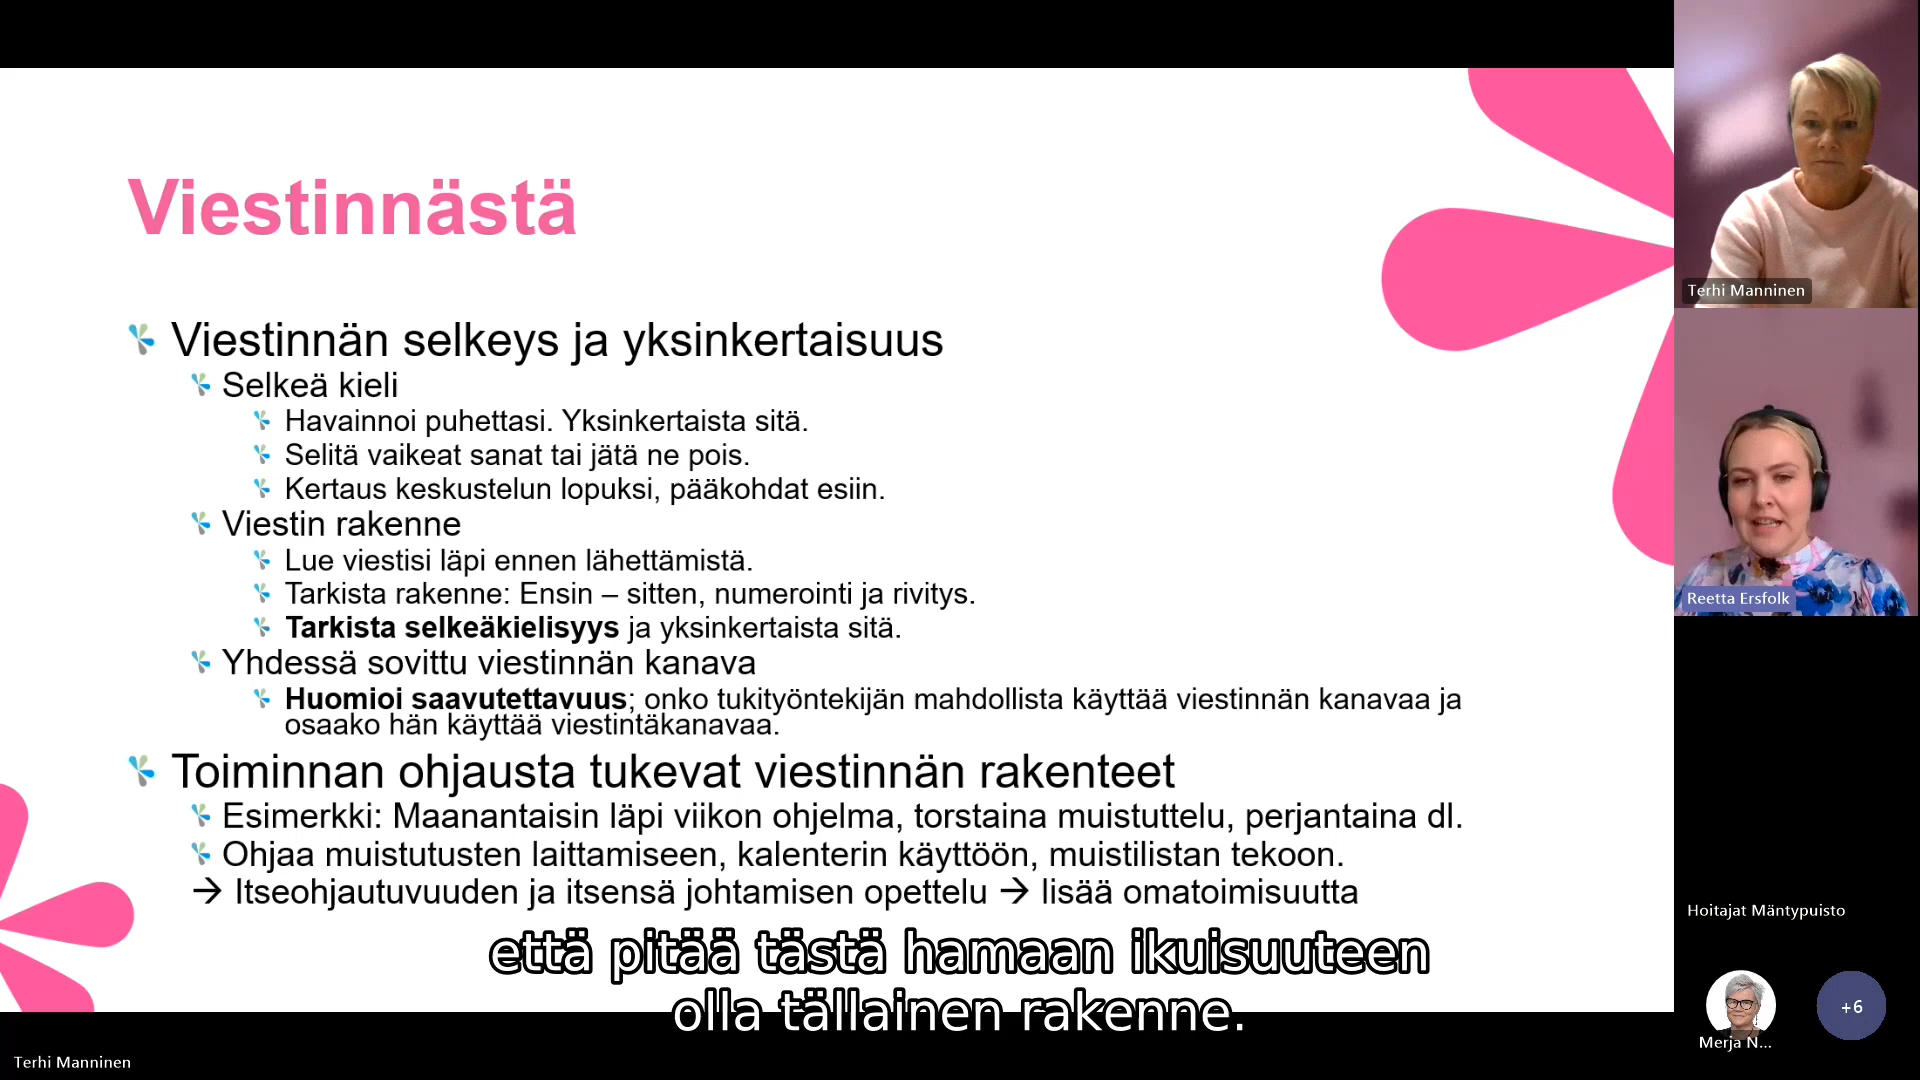 Viestinnästä
Viestinnän selkeys ja yksinkertaisuus
Selkeä kieli
Havainnoi puhettasi. Yksinkertaista sitä.
Selitä vaikeat sanat tai jätä ne pois.
Kertaus keskustelun lopuksi, pääkohdat esiin.
Viestin rakenne
Lue viestisi läpi ennen lähettämistä.
Tarkista rakenne: Ensin – sitten, numerointi ja rivitys.
Tarkista selkeäkielisyys ja yksinkertaista sitä.
Yhdessä sovittu viestinnän kanava
Huomioi saavutettavuus; onko tukityöntekijän mahdollista käyttää viestinnän kanavaa ja
osaako hän käyttää viestintäkanavaa.
Toiminnan ohjausta tukevat viestinnän rakenteet
Esimerkki: Maanantaisin läpi viikon ohjelma, torstaina muistuttelu, perjantaina dl.
Ohjaa muistutusten laittamiseen, kalenterin käyttöön, muistilistan tekoon.
→ Itseohjautuvuuden ja itsensä johtamisen opettelu → lisää omatoimisuutta
että pitää tästä hamaan ikuisuuteen
olla tällainen rakenne.
Terhi Manninen
Terhi Manninen
Reetta Ersfolk
Hoitajat Mäntypuisto
Merja N...
+6